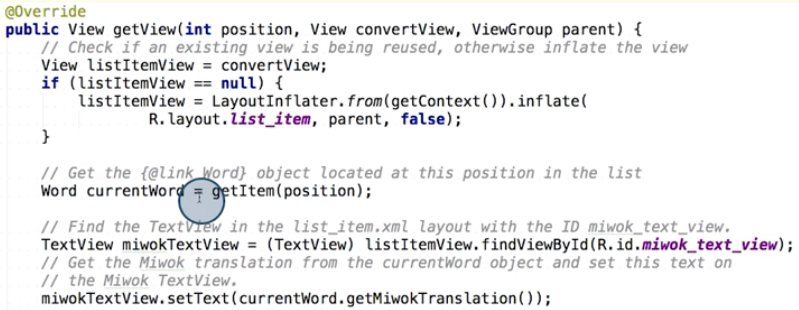 @Override
public View getView(int position, View convertView, ViewGroup parent) {
// Check if an existing view is being reused, otherwise inflate the view
View listItemView = convertView;
if (listItemView == null) {
listItemView = LayoutInflater.from(getContext()).inflate(
R.layout.list_item, parent, false);
}
// Get the {@link Word} object located at this position in the list
Word currentWord = getItem(position);
// Find the TextView in the list_item.xml layout with the ID miwok_text_view.
TextView miwokTextView = (TextView) listItemView.findViewById(R.id.miwok_text_view);
// Get the Miwok translation from the currentWord object and set this text on
// the Miwok TextView.
miwokTextView.setText(currentWord.getMiwokTranslation());